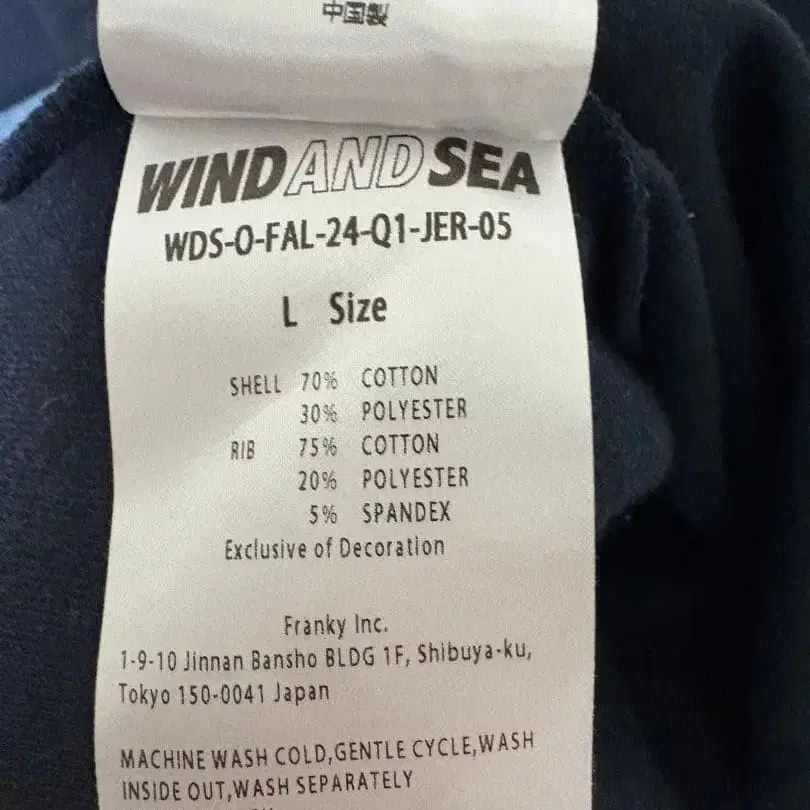 中国製
WIND AND SEA
WDS-O-FAL-24-Q1-JER-05
L Size
SHELL 70% COTTON
30% POLYESTER
RIB 75% COTTON
20% POLYESTER
5% SPANDEX
Exclusive of Decoration
Franky Inc.
1-9-10 Jinnan Bansho BLDG 1F, Shibuya-ku,
Tokyo 150-0041 Japan
MACHINE WASH COLD,GENTLE CYCLE,WASH
INSIDE OUT,WASH SEPARATELY